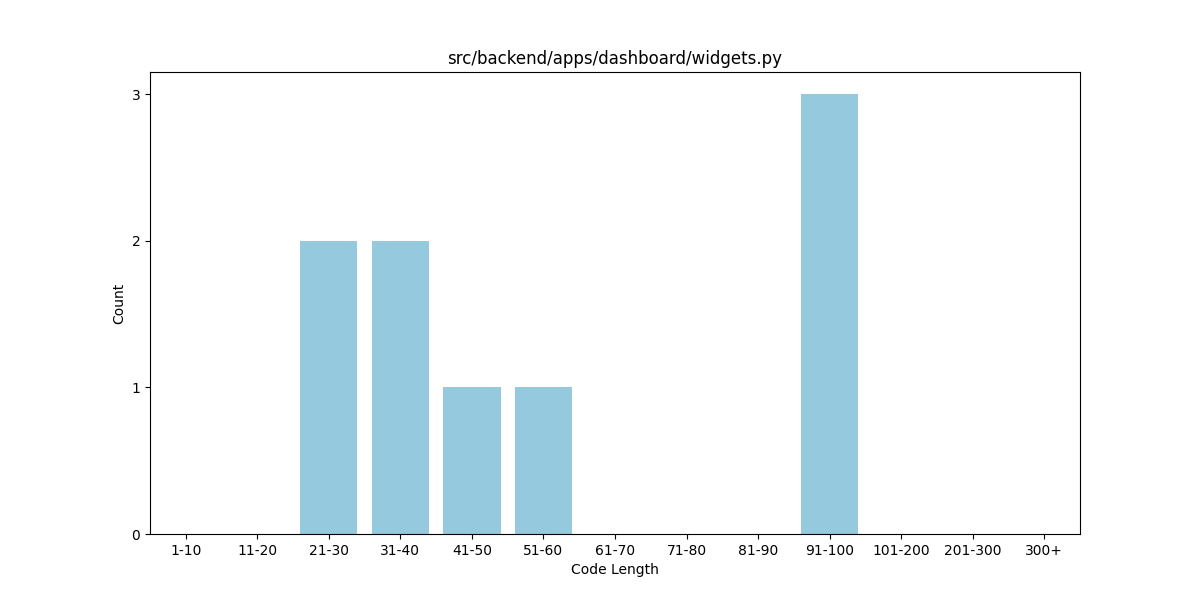 src/backend/apps/dashboard/widgets.py
3
2
1
0
Count
1-10 11-20 21-30 31-40 41-50 51-60 61-70 71-80 81-90 91-100 101-200 201-300 300+
Code Length